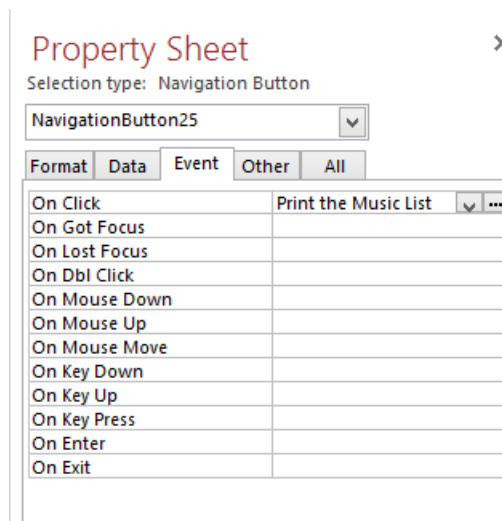 Property Sheet
Selection type: Navigation Button
NavigationButton25
Format Data Event Other All
On Click Print the Music List
On Got Focus
On Lost Focus
On Dbl Click
On Mouse Down
On Mouse Up
On Mouse Move
On Key Down
On Key Up
On Key Press
On Enter
On Exit